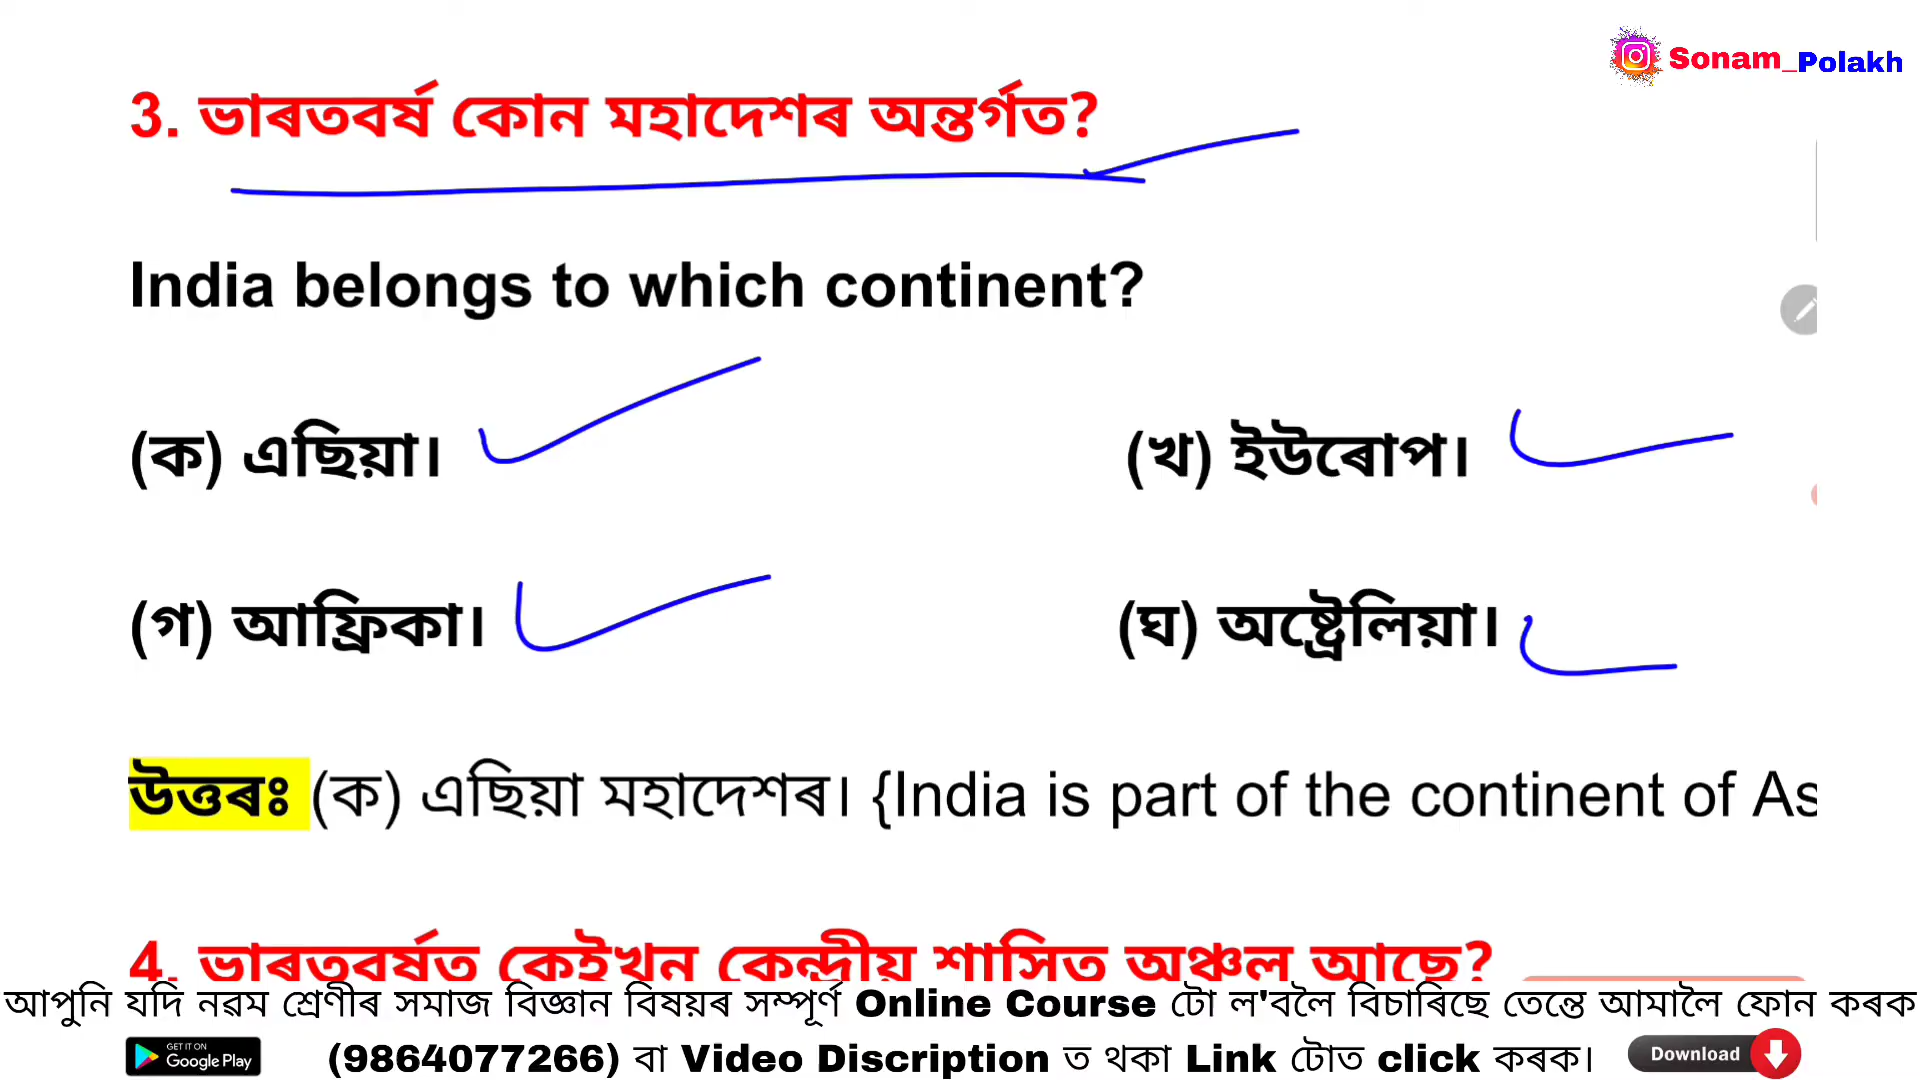 Sonam_Polakh
3. ভাৰতবৰ্ষ কোন মহাদেশৰ অন্তৰ্গত?
India belongs to which continent?
(ক) এছিয়া। (খ) ইউৰোপ।
(গ) আফ্ৰিকা। (ঘ) অষ্ট্ৰেলিয়া।
উত্তৰঃ (ক) এছিয়া মহাদেশৰ। {India is part of the continent of As
4. ভাৰতবৰ্ষত কেইখন কেন্দ্ৰীয় শাসিত অঞ্চল আছে?
আপুনি যদি নৱম শ্ৰেণীৰ সমাজ বিজ্ঞান বিষয়ৰ সম্পূৰ্ণ Online Course টো ল'বলৈ বিচাৰিছে তেন্তে আমালৈ ফোন কৰক
GET IT ON
Google Play
(9864077266) বা Video Discription ত থকা Link টোত click কৰক।
Download